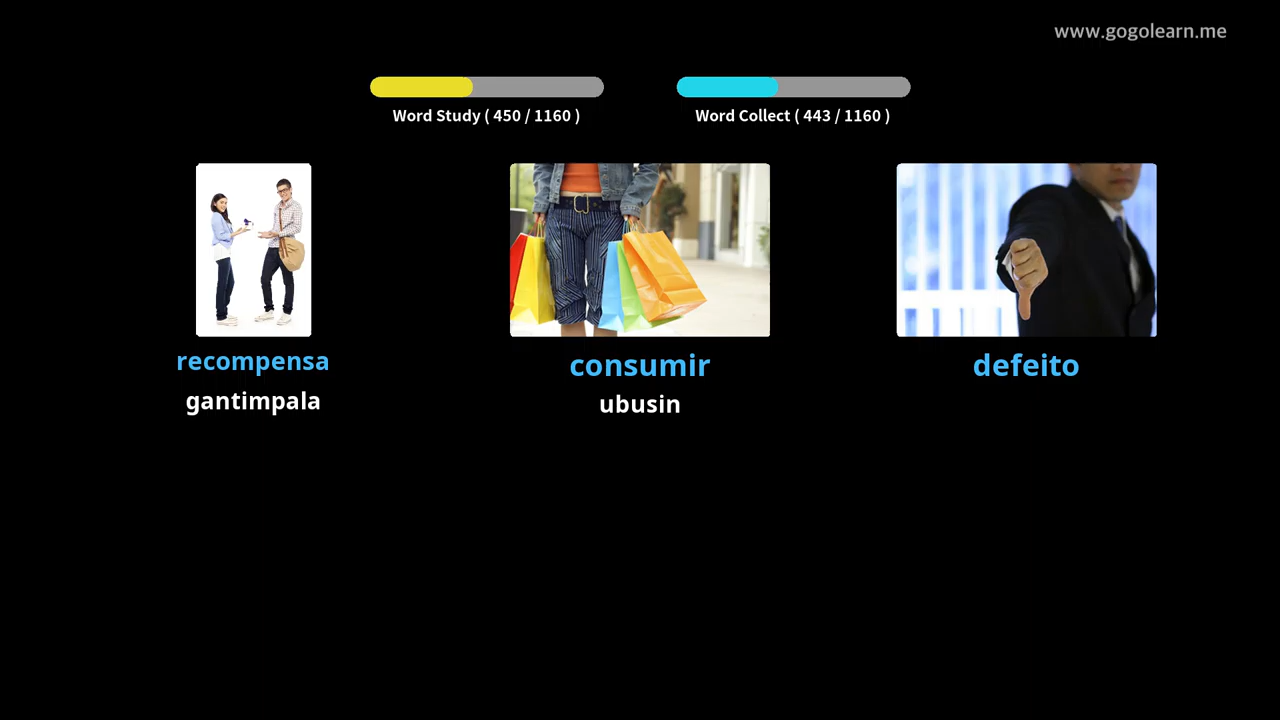 www.gogolearn.me
Word Study ( 450 / 1160 )
Word Collect ( 443 / 1160 )
recompensa
gantimpala
consumir
ubusin
defeito